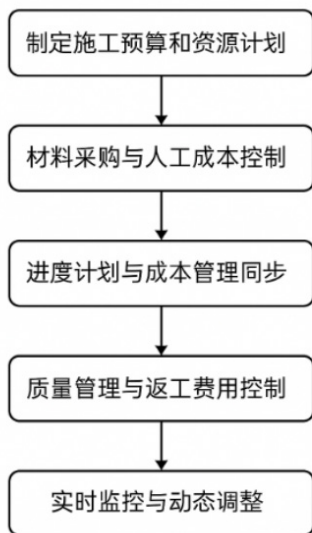 制定施工预算和资源计划
材料采购与人工成本控制
进度计划与成本管理同步
质量管理与返工费用控制
实时监控与动态调整